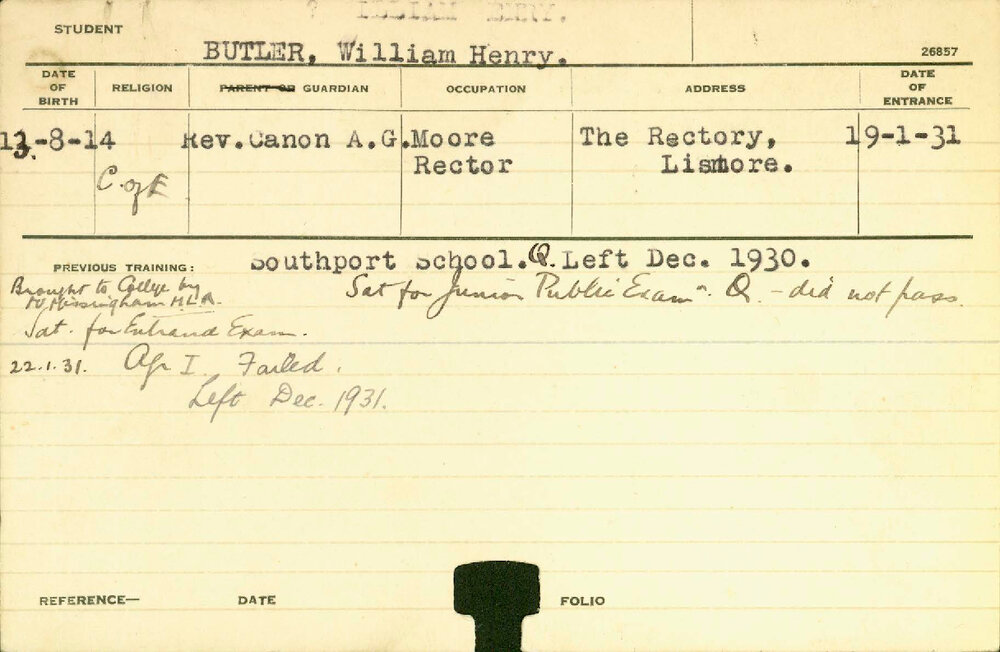 STUDENT
BUTLER, William Henry.
26857
DATE OF BIRTH
RELIGION
PARENT OR GUARDIAN
OCCUPATION
ADDRESS
DATE OF ENTRANCE
13-8-14 Rev.Canon A.G.Moore The Rectory, 19-1-31
C of E Rector Lismore.
PREVIOUS TRAINING: Southport School. Q. Left Dec. 1930.
Brought to College by Sat for Junior Public Exam Q. - did not pass.
W Missingham M.L.A.
Sat. for Entrance Exam.
22.1.31. Ag I Failed.
Left Dec. 1931.
REFERENCE— DATE FOLIO